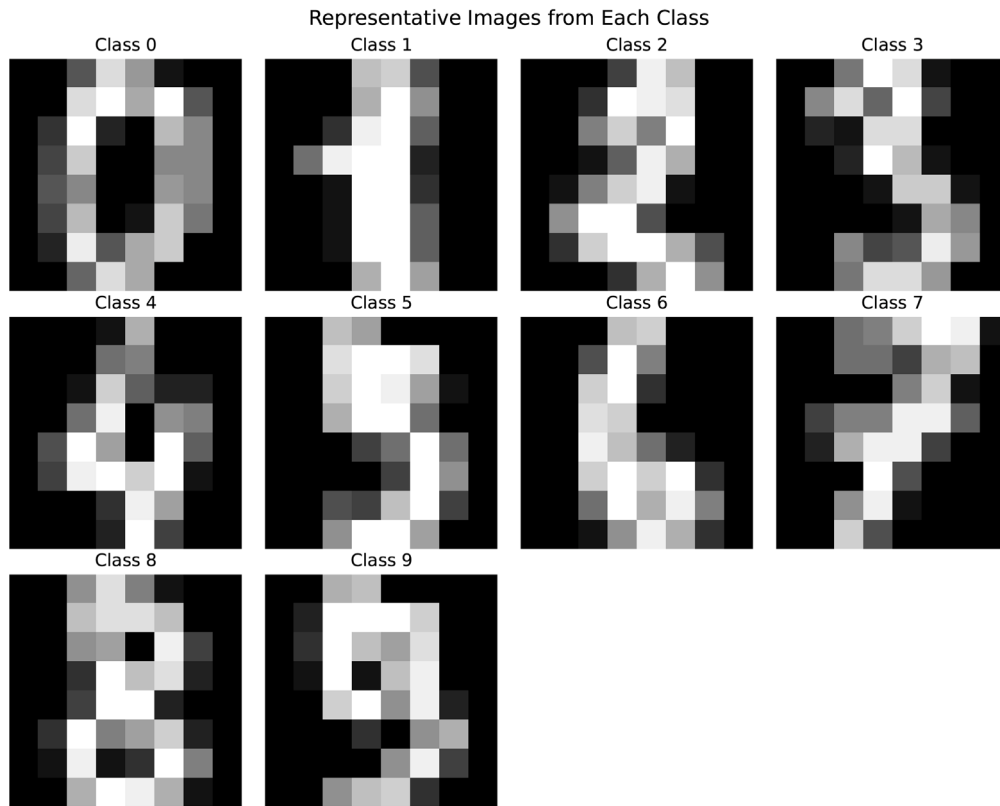 Representative Images from Each Class
Class 0 Class 1 Class 2 Class 3
Class 4 Class 5 Class 6 Class 7
Class 8 Class 9